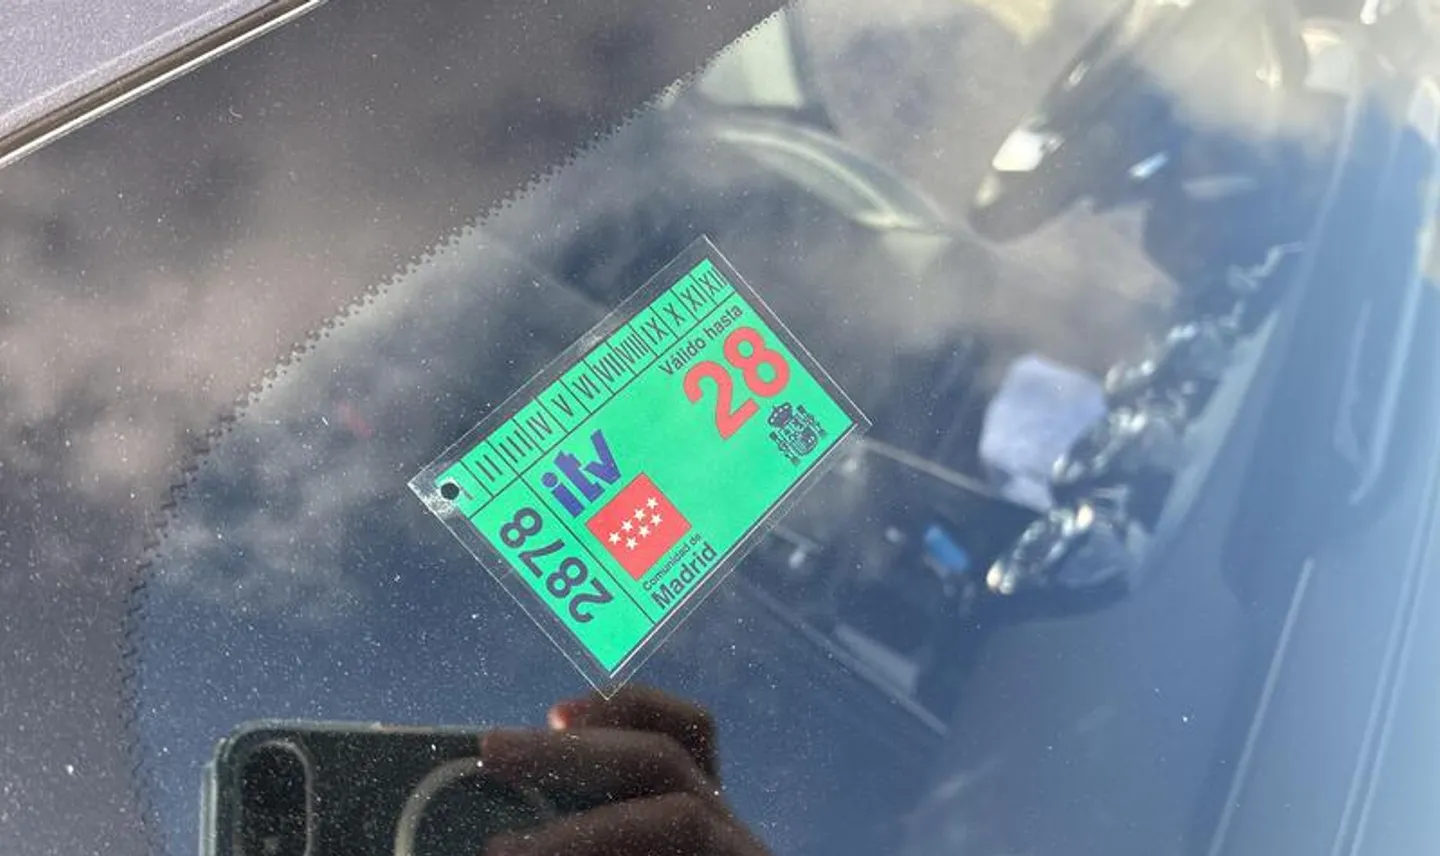 I II III IV V VI VII VIII IX X XI XII
Válido hasta
28
itv
Comunidad de
Madrid
2878